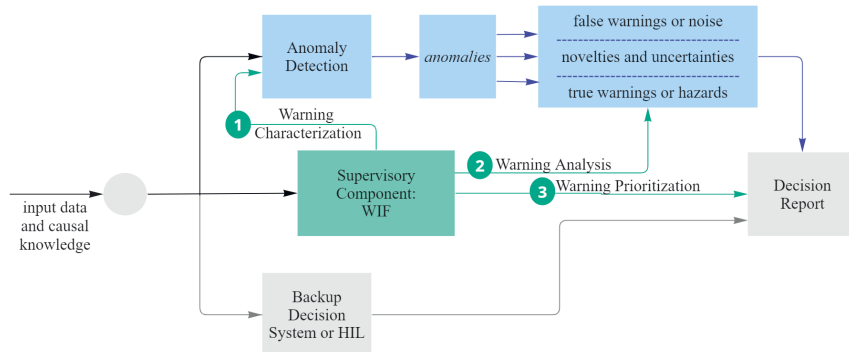 Anomaly
Detection
anomalies
false warnings or noise
novelties and uncertainties
true warnings or hazards
1
Warning
Characterization
2
Warning Analysis
3
Warning Prioritization
Supervisory
Component:
WIF
Decision
Report
input data
and causal
knowledge
Backup
Decision
System or HIL